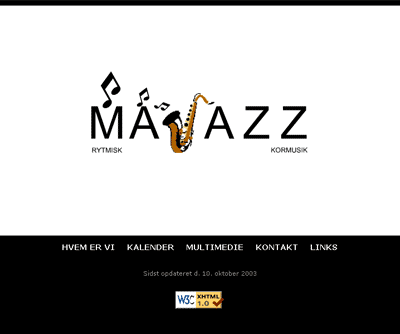 MAJAZZ
RYTMISK KORMUSIK
HVEM ER VI KALENDER MULTIMEDIE KONTAKT LINKS
Sidst opdateret d. 10. oktober 2003
W3C XHTML 1.0